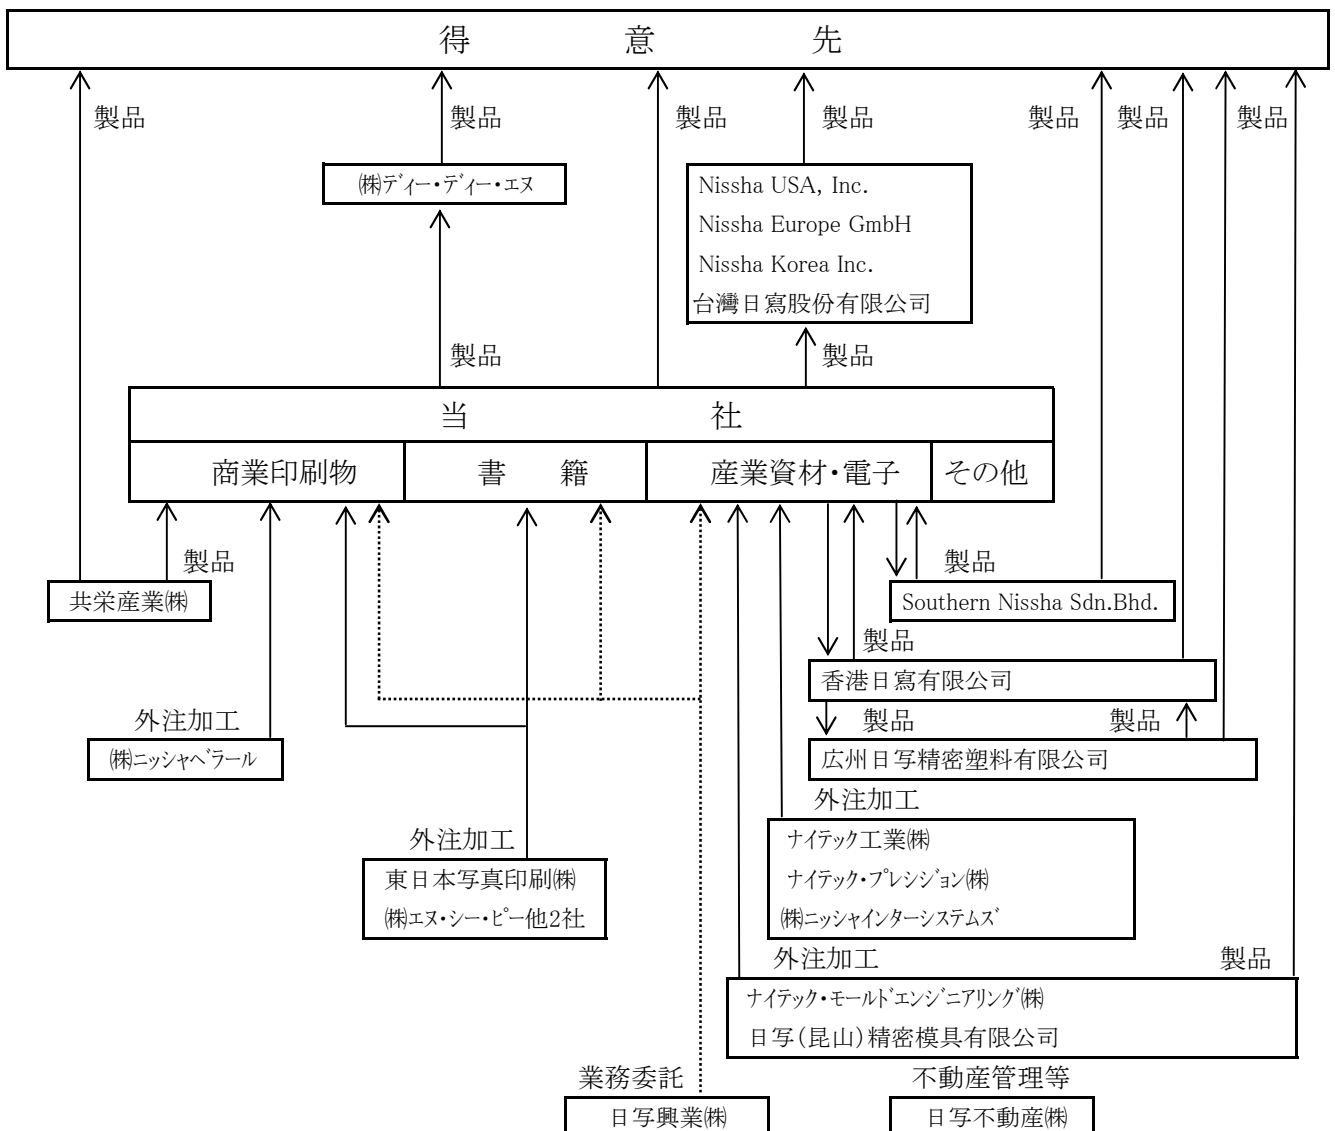 得　意　先
製品
製品
製品
製品
製品
製品
製品
㈱ディー・ディー・エヌ
Nissha USA, Inc.
Nissha Europe GmbH
Nissha Korea Inc.
台灣日寫股份有限公司
製品
製品
当　社
商業印刷物
書　籍
産業資材・電子
その他
製品
製品
共栄産業㈱
Southern Nissha Sdn.Bhd.
製品
香港日寫有限公司
外注加工
製品
製品
㈱ニッシャベラール
広州日写精密塑料有限公司
外注加工
外注加工
ナイテック工業㈱
ナイテック・プレシジョン㈱
㈱ニッシャインターシステムズ
東日本写真印刷㈱
㈱エヌ・シー・ピー他2社
外注加工
製品
ナイテック・モールドエンジニアリング㈱
日写(昆山)精密模具有限公司
業務委託
不動産管理等
日写興業㈱
日写不動産㈱